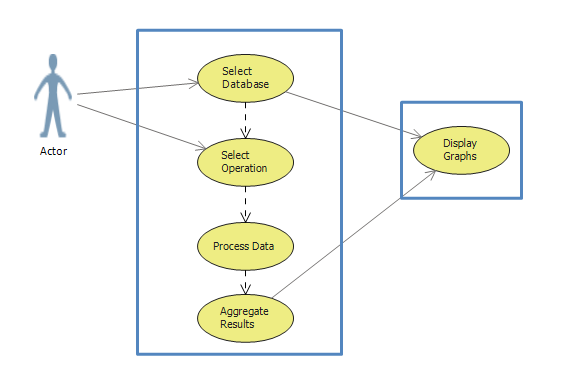 Select
Database
Actor
Select
Operation
Display
Graphs
Process Data
Aggregate
Results